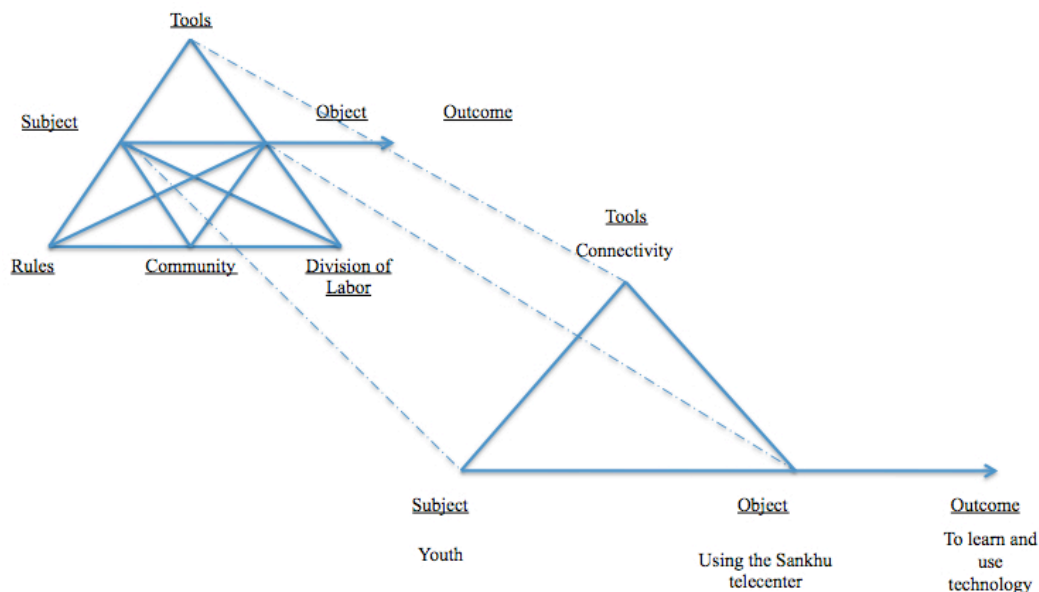 Tools
Subject
Object
Outcome
Rules
Community
Division of
Labor
Tools
Connectivity
Subject
Object
Outcome
Youth
Using the Sankhu
telecenter
To learn and
use
technology